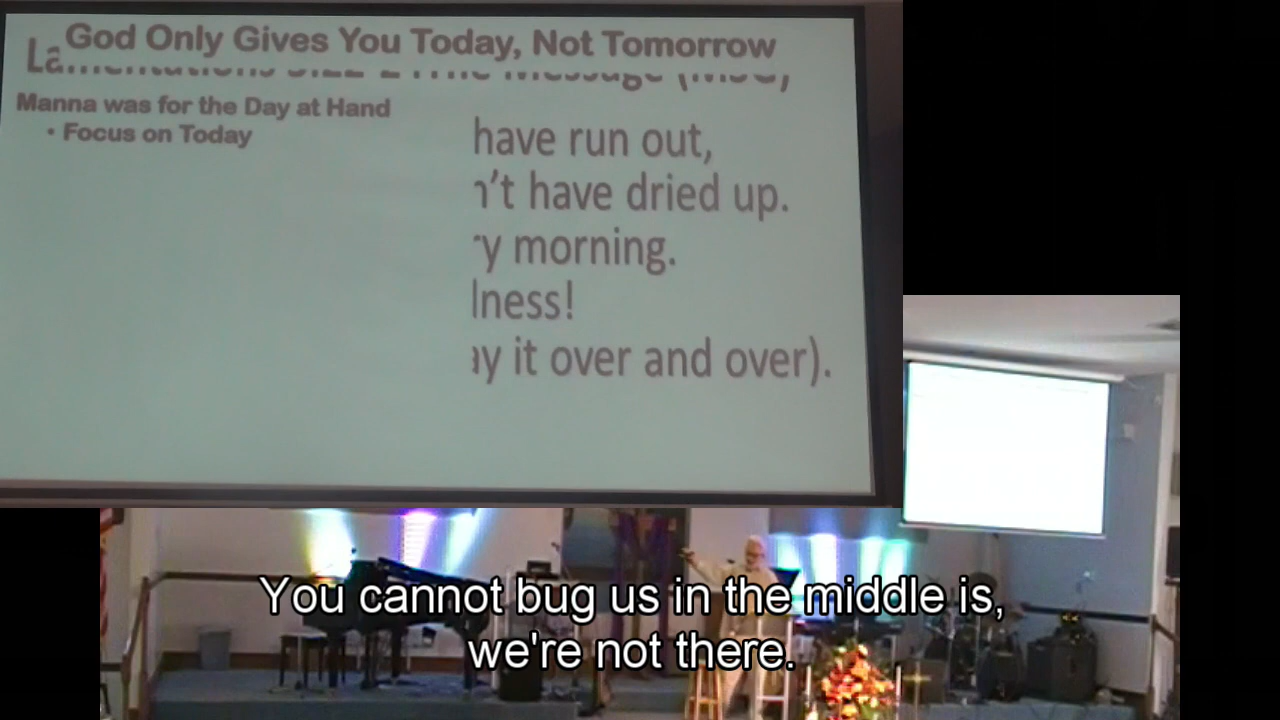 God Only Gives You Today, Not Tomorrow
Manna was for the Day at Hand
• Focus on Today
have run out,
't have dried up.
y morning.
lness!
y it over and over).
You cannot bug us in the middle is,
we're not there.